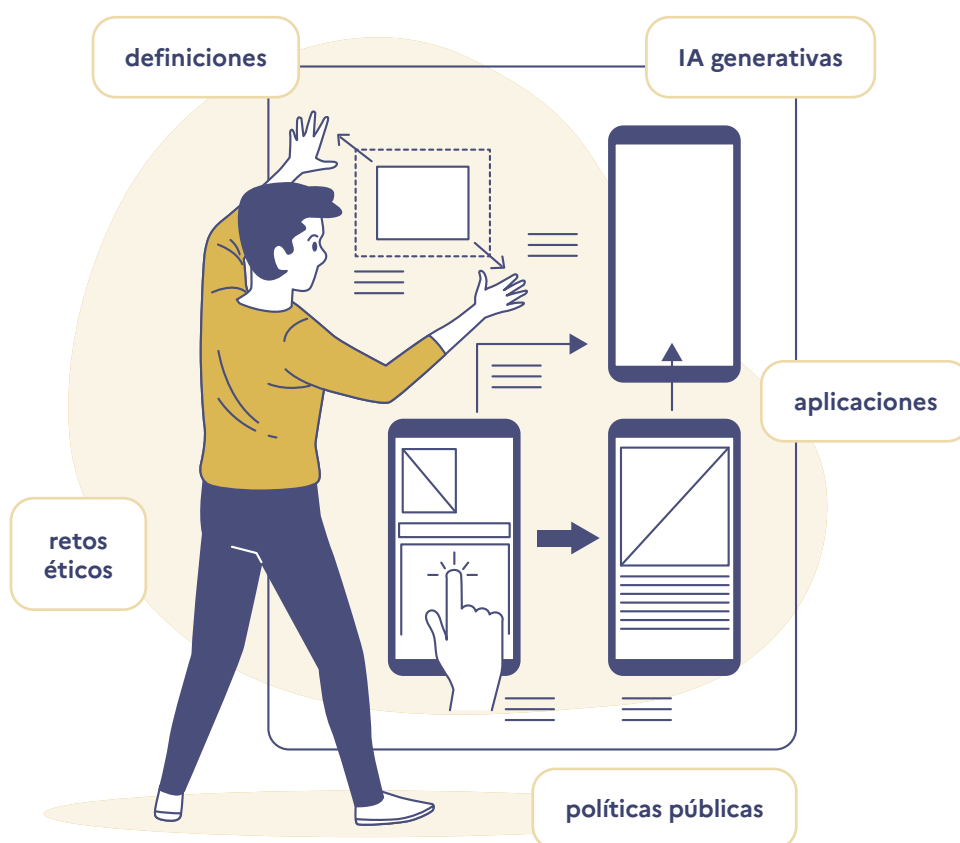 definiciones
IA generativas
aplicaciones
retos
éticos
políticas públicas